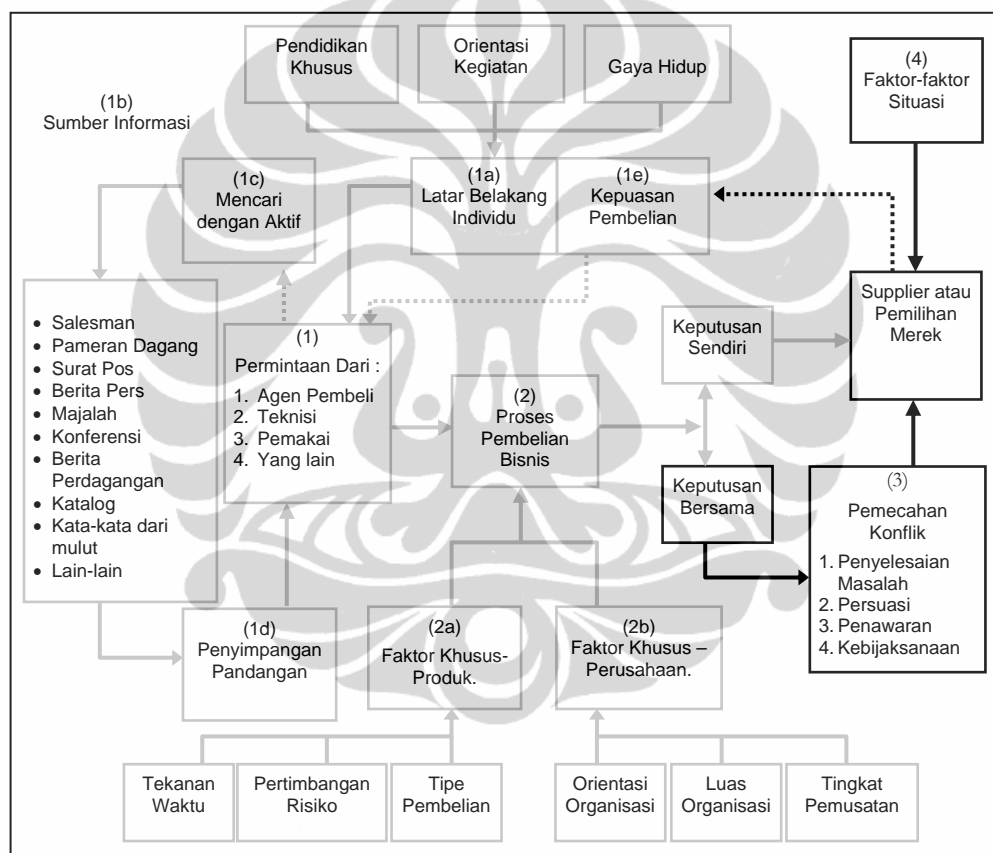 Pendidikan
Khusus
Orientasi
Kegiatan
Gaya Hidup
(4)
Faktor-faktor
Situasi
(1b)
Sumber Informasi
(1c)
Mencari
dengan Aktif
(1a)
Latar Belakang
Individu
(1e)
Kepuasan
Pembelian
• Salesman
• Pameran Dagang
• Surat Pos
• Berita Pers
• Majalah
• Konferensi
• Berita
Perdagangan
• Katalog
• Kata-kata dari
mulut
• Lain-lain
(1)
Permintaan Dari :
1. Agen Pembeli
2. Teknisi
3. Pemakai
4. Yang lain
(2)
Proses
Pembelian
Bisnis
Keputusan
Sendiri
Supplier atau
Pemilihan
Merek
Keputusan
Bersama
(3)
Pemecahan
Konflik
1. Penyelesaian
Masalah
2. Persuasi
3. Penawaran
4. Kebijaksanaan
(1d)
Penyimpangan
Pandangan
(2a)
Faktor Khusus-
Produk.
(2b)
Faktor Khusus –
Perusahaan.
Tekanan
Waktu
Pertimbangan
Risiko
Tipe
Pembelian
Orientasi
Organisasi
Luas
Organisasi
Tingkat
Pemusatan